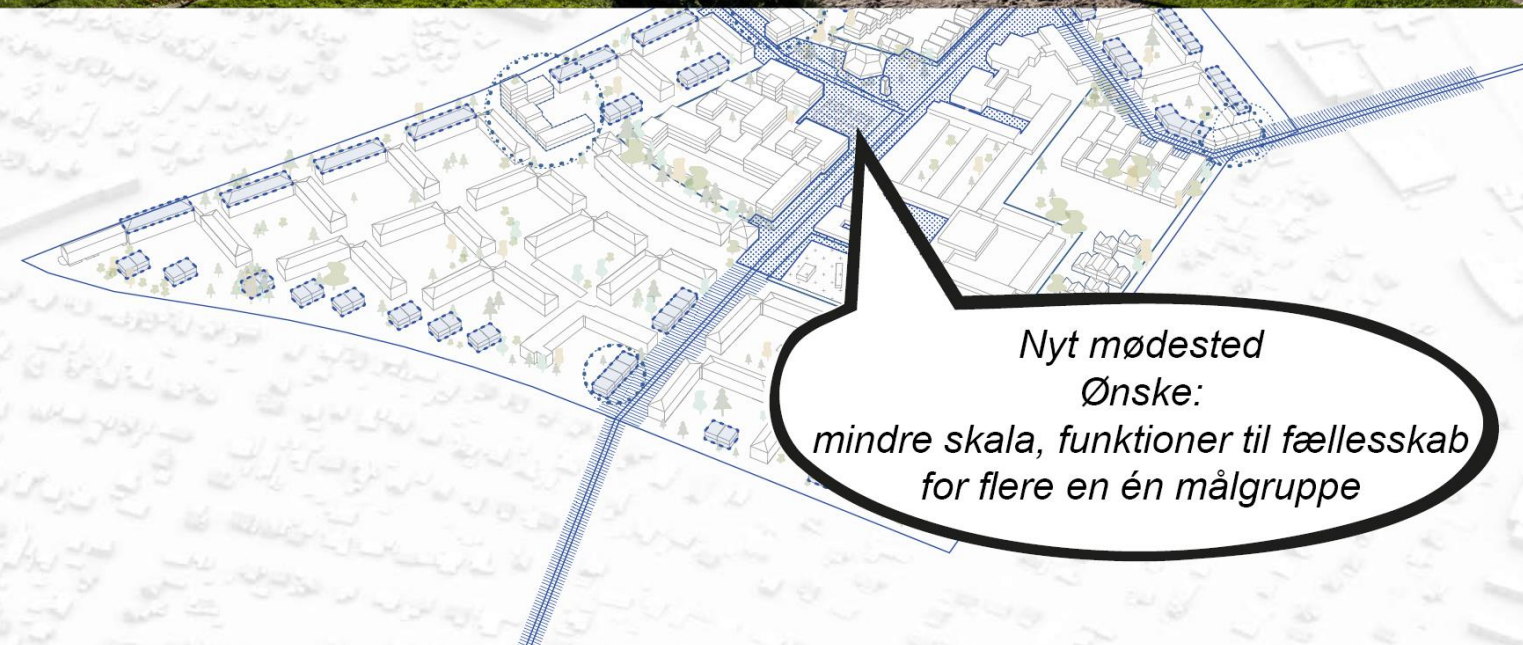 Nyt mødested
Ønske:
mindre skala, funktioner til fællesskab
for flere en én målgruppe